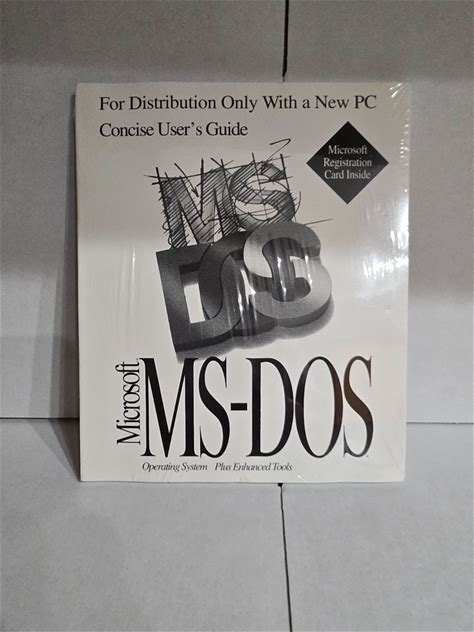 For Distribution Only With a New PC
Concise User's Guide
Microsoft
Registration
Card Inside
MS
DOS
Microsoft
MS-DOS
Operating System Plus Enhanced Tools